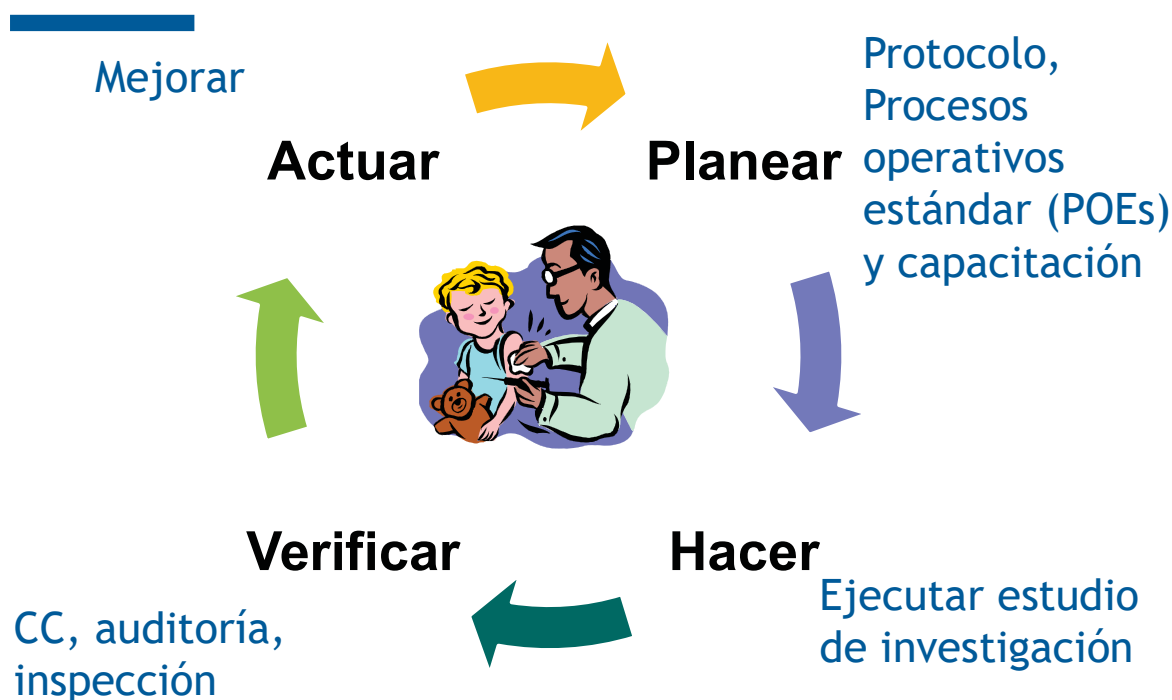 Mejorar
Actuar
Planear
Protocolo,
Procesos
operativos
estándar (POEs)
y capacitación
Verificar
CC, auditoría,
inspección
Hacer
Ejecutar estudio
de investigación